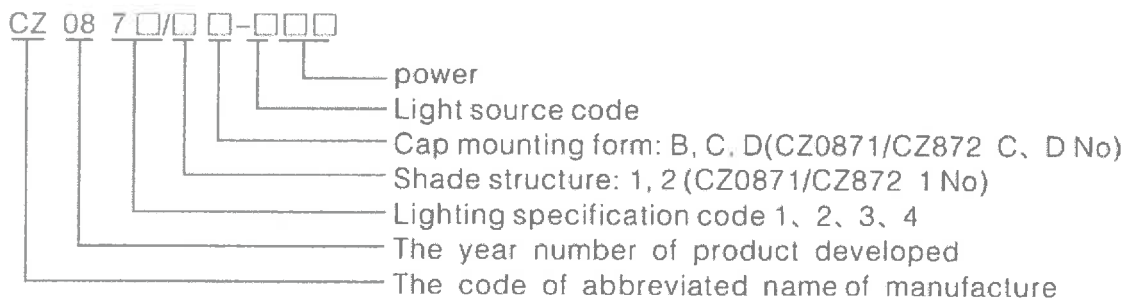 CZ 08 7□/□ □-□□□
power
Light source code
Cap mounting form: B, C, D(CZ0871/CZ872 C、D No)
Shade structure: 1, 2 (CZ0871/CZ872 1 No)
Lighting specification code 1、2、3、4
The year number of product developed
The code of abbreviated name of manufacture